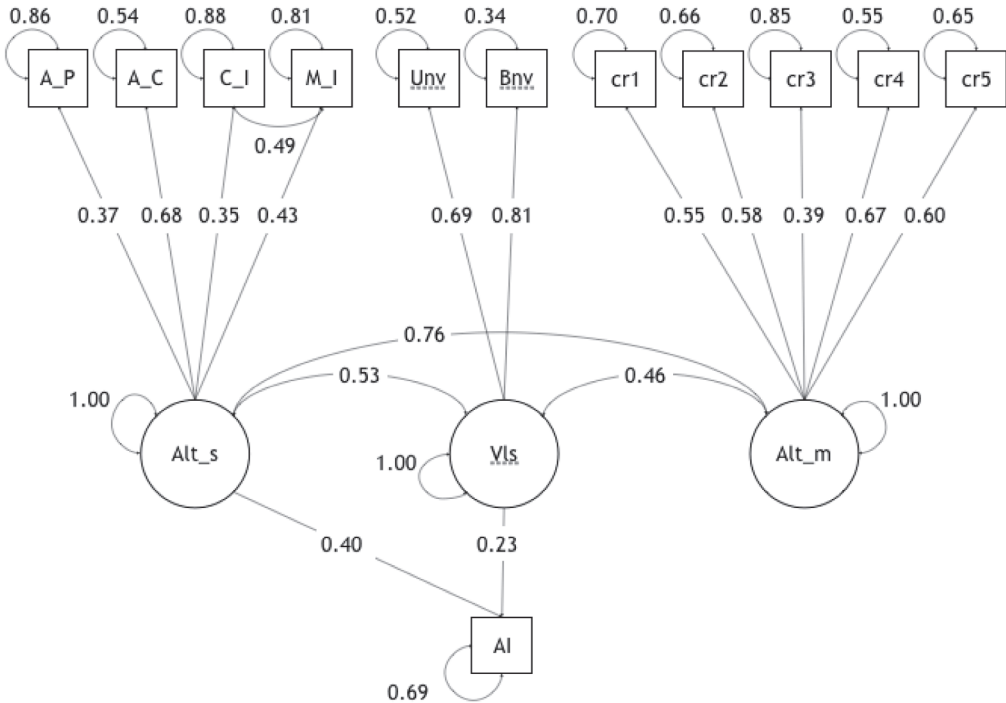 0.86 0.54 0.88 0.81 0.52 0.34 0.70 0.66 0.85 0.55 0.65
A_P A_C C_I M_I Unv Bnv cr1 cr2 cr3 cr4 cr5
0.49
0.37 0.68 0.35 0.43 0.69 0.81 0.55 0.58 0.39 0.67 0.60
0.76
0.53 0.46
1.00 1.00
Alt_s Vls Alt_m
1.00
0.40 0.23
AI
0.69